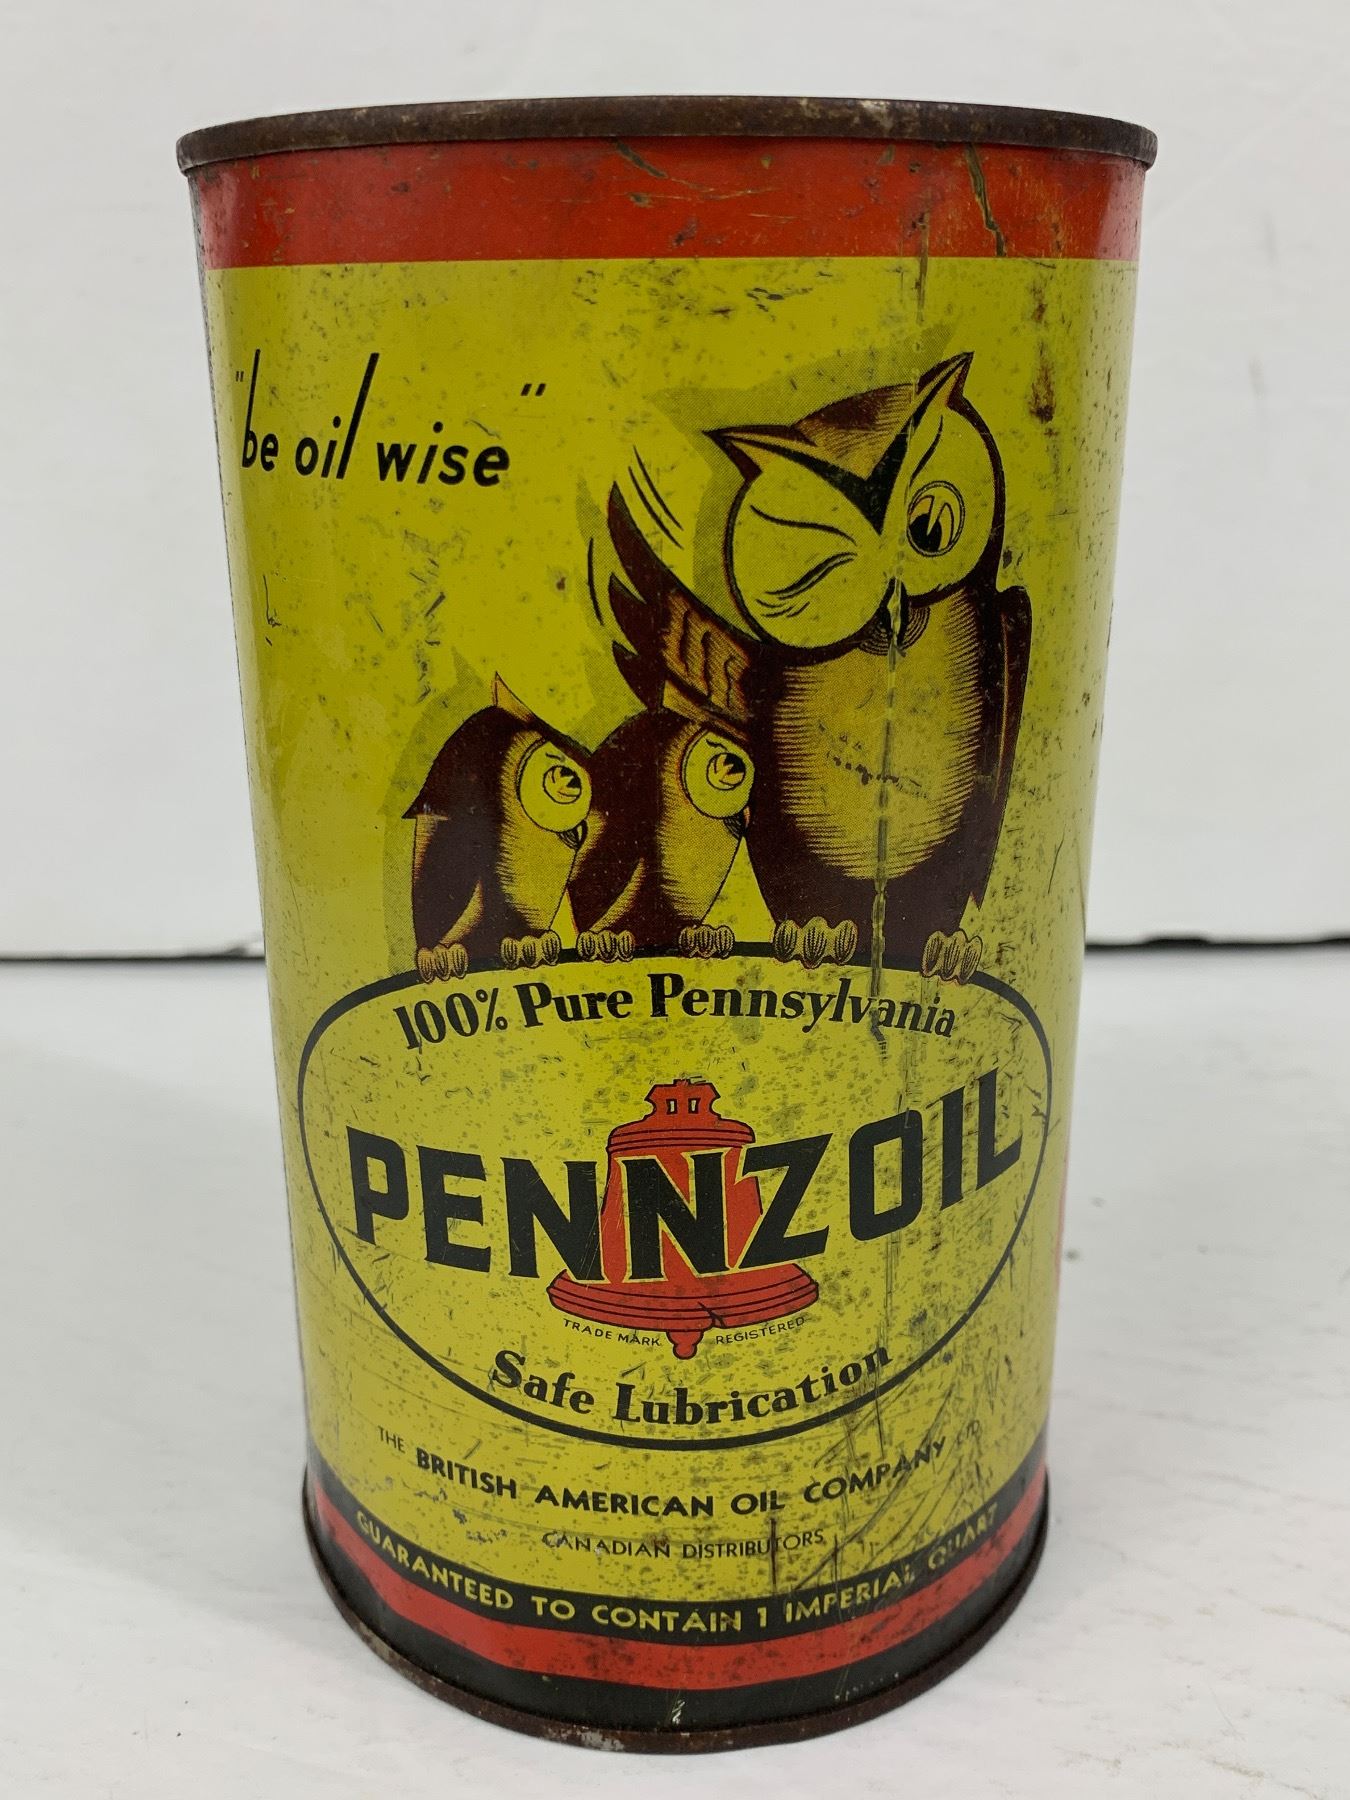 "be oil wise"
100% Pure Pennsylvania
PENNZOIL
TRADE MARK REGISTERED
Safe Lubrication
THE BRITISH AMERICAN OIL COMPANY LTD
CANADIAN DISTRIBUTORS
GUARANTEED TO CONTAIN 1 IMPERIAL QUART
2